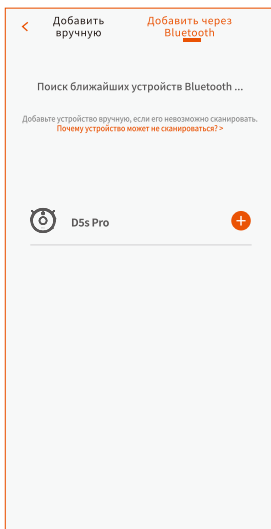 Добавить
вручную
Добавить через
Bluetooth
Поиск ближайших устройств Bluetooth ...
Добавьте устройство вручную, если его невозможно сканировать.
Почему устройство может не сканироваться? >
D5s Pro